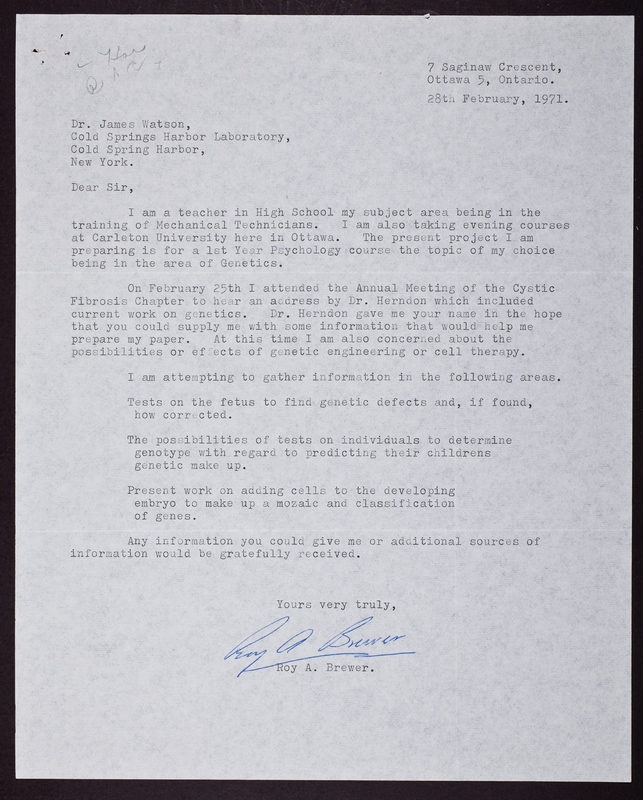 7 Saginaw Crescent,
Ottawa 5, Ontario.
28th February, 1971.
Dr. James Watson,
Cold Springs Harbor Laboratory,
Cold Spring Harbor,
New York.
Dear Sir,
I am a teacher in High School my subject area being in the
training of Mechanical Technicians. I am also taking evening courses
at Carleton University here in Ottawa. The present project I am
preparing is for a 1st Year Psychology course the topic of my choice
being in the area of Genetics.
On February 25th I attended the Annual Meeting of the Cystic
Fibrosis Chapter to hear an address by Dr. Herndon which included
current work on genetics. Dr. Herndon gave me your name in the hope
that you could supply me with some information that would help me
prepare my paper. At this time I am also concerned about the
possibilities or effects of genetic engineering or cell therapy.
I am attempting to gather information in the following areas.
Tests on the fetus to find genetic defects and, if found,
how corrected.
The possibilities of tests on individuals to determine
genotype with regard to predicting their childrens
genetic make up.
Present work on adding cells to the developing
embryo to make up a mozaic and classification
of genes.
Any information you could give me or additional sources of
information would be gratefully received.
Yours very truly,
Roy A Brewer
Roy A. Brewer.